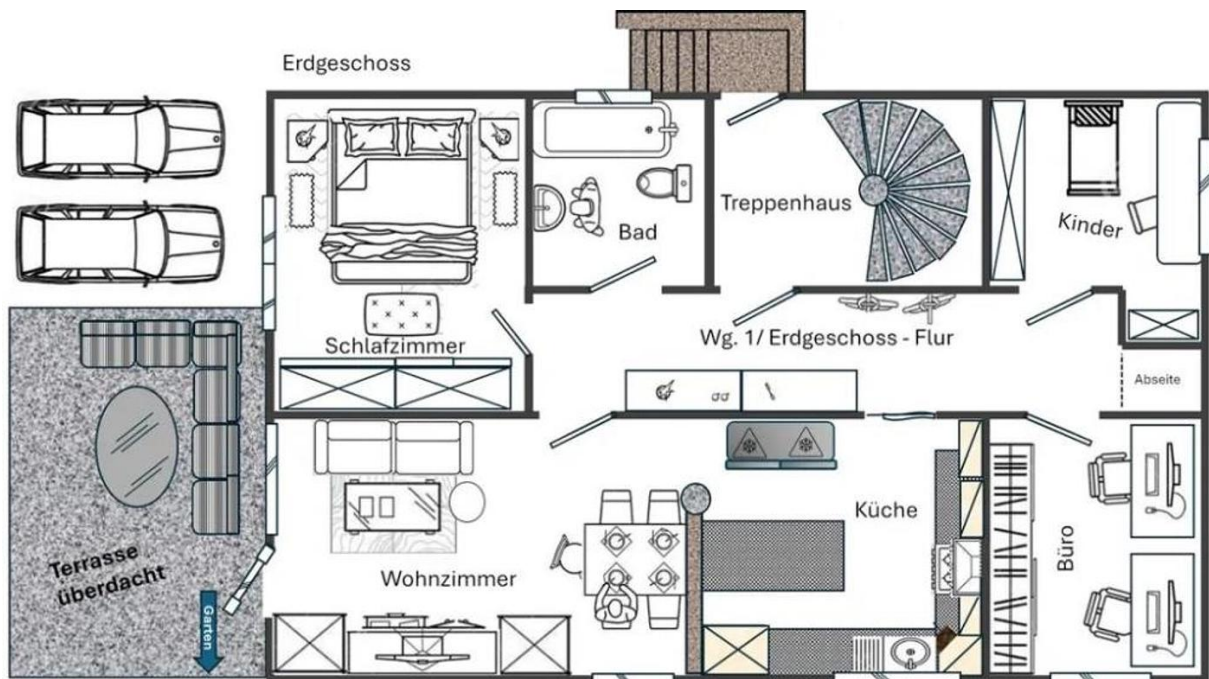 Erdgeschoss
Treppenhaus
Bad
Kinder
Schlafzimmer
Wg. 1/ Erdgeschoss - Flur
Abseite
Küche
Büro
Wohnzimmer
Terrasse
überdacht
Garten